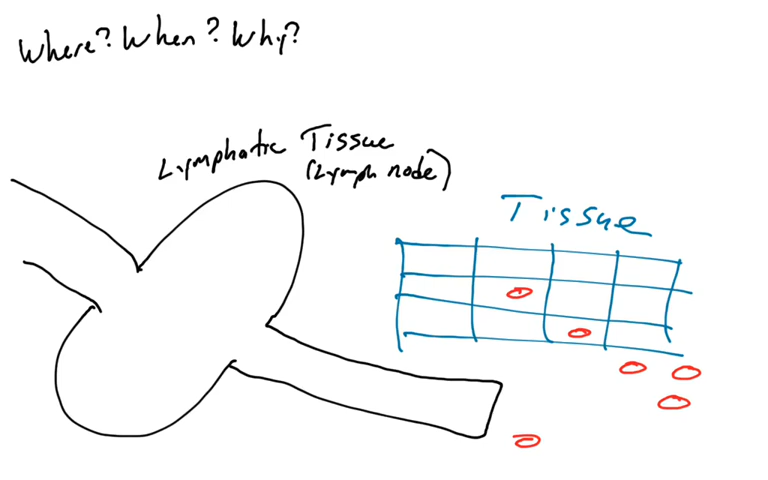 Where? When? Why?
Lymphatic Tissue
(Lymph node)
Tissue